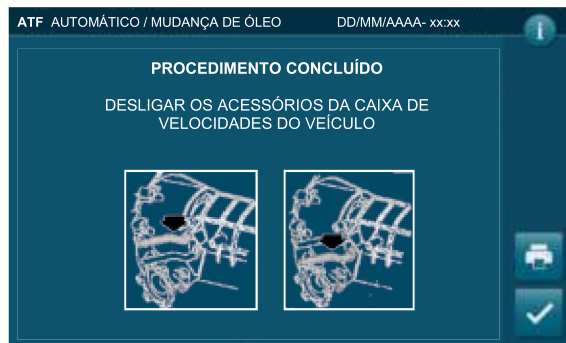 ATF AUTOMÁTICO / MUDANÇA DE ÓLEO DD/MM/AAAA- xx:xx
i
PROCEDIMENTO CONCLUÍDO
DESLIGAR OS ACESSÓRIOS DA CAIXA DE
VELOCIDADES DO VEÍCULO